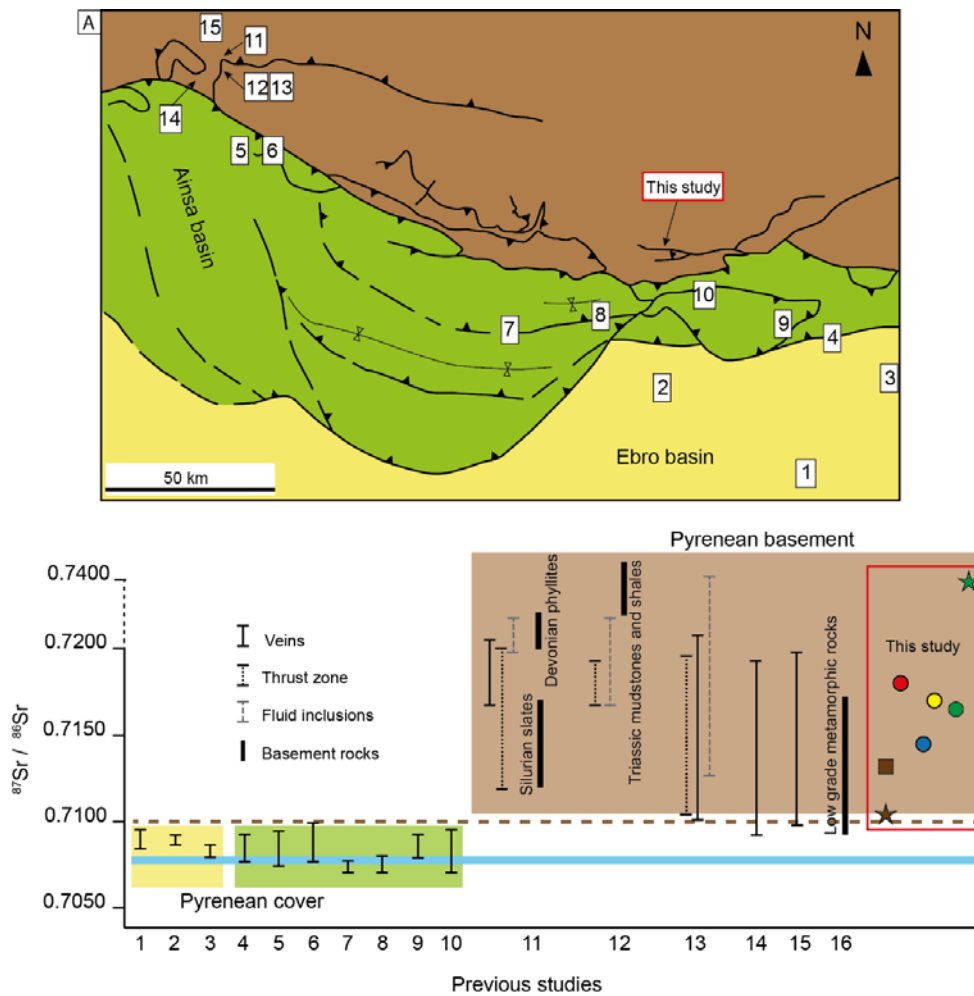 A
N
15
11
12 13
14
5 6
Ainsa basin
This study
10
7
8
9
4
2
3
Ebro basin
1
50 km
Pyrenean basement
0.7400
0.7200
0.7150
0.7100
0.7050
87Sr / 86Sr
Veins
Thrust zone
Fluid inclusions
Basement rocks
Silurian slates
Devonian phyllites
Triassic mudstones and shales
Low grade metamorphic rocks
This study
Pyrenean cover
1 2 3 4 5 6 7 8 9 10 11 12 13 14 15 16
Previous studies